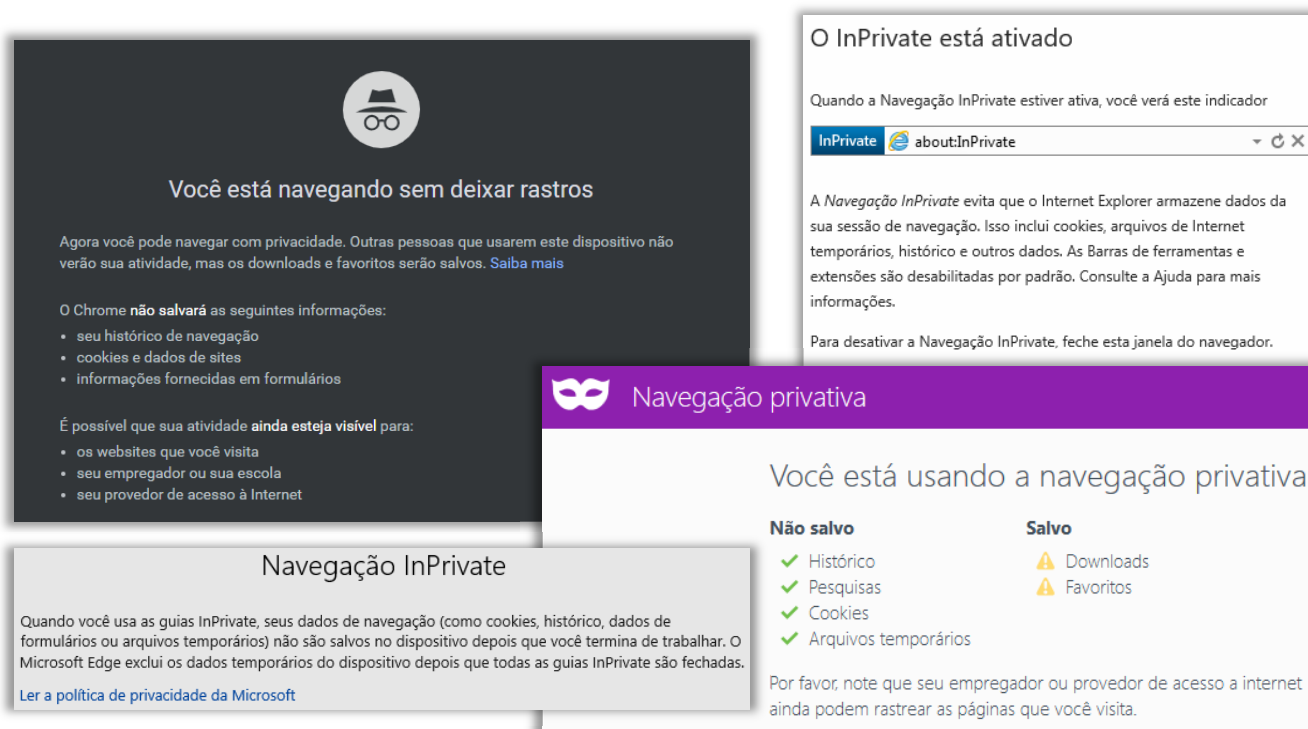 Você está navegando sem deixar rastros
Agora você pode navegar com privacidade. Outras pessoas que usarem este dispositivo não
verão sua atividade, mas os downloads e favoritos serão salvos. Saiba mais
O Chrome não salvará as seguintes informações:
• seu histórico de navegação
• cookies e dados de sites
• informações fornecidas em formulários
É possível que sua atividade ainda esteja visível para:
• os websites que você visita
• seu empregador ou sua escola
• seu provedor de acesso à Internet
O InPrivate está ativado
Quando a Navegação InPrivate estiver ativa, você verá este indicador
InPrivate about:InPrivate
A Navegação InPrivate evita que o Internet Explorer armazene dados da
sua sessão de navegação. Isso inclui cookies, arquivos de Internet
temporários, histórico e outros dados. As Barras de ferramentas e
extensões são desabilitadas por padrão. Consulte a Ajuda para mais
informações.
Para desativar a Navegação InPrivate, feche esta janela do navegador.
Navegação InPrivate
Quando você usa as guias InPrivate, seus dados de navegação (como cookies, histórico, dados de
formulários ou arquivos temporários) não são salvos no dispositivo depois que você termina de trabalhar. O
Microsoft Edge exclui os dados temporários do dispositivo depois que todas as guias InPrivate são fechadas.
Ler a política de privacidade da Microsoft
Navegação privativa
Você está usando a navegação privativa
Não salvo Salvo
Histórico Downloads
Pesquisas Favoritos
Cookies
Arquivos temporários
Por favor, note que seu empregador ou provedor de acesso a internet
ainda podem rastrear as páginas que você visita.